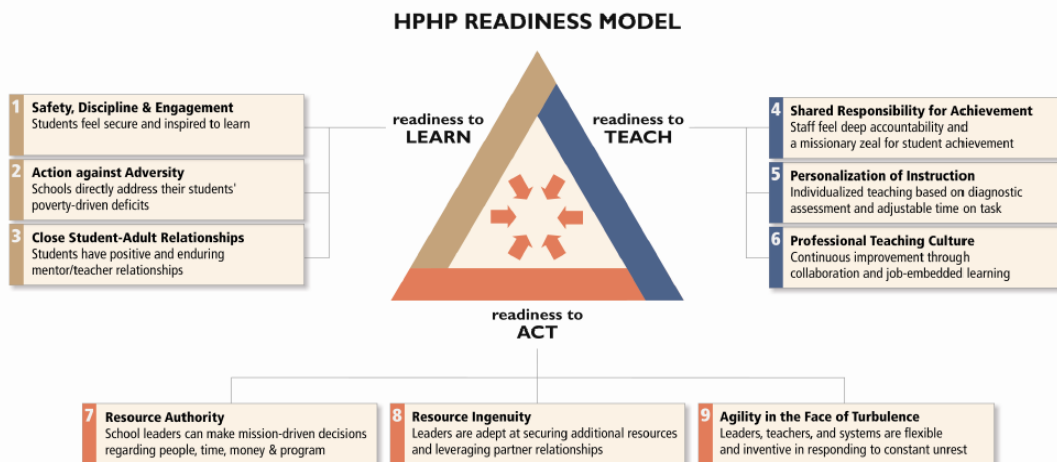 HPHP READINESS MODEL
1
Safety, Discipline & Engagement
Students feel secure and inspired to learn
2
Action against Adversity
Schools directly address their students'
poverty-driven deficits
3
Close Student-Adult Relationships
Students have positive and enduring
mentor/teacher relationships
readiness to
LEARN
readiness to
TEACH
4
Shared Responsibility for Achievement
Staff feel deep accountability and
a missionary zeal for student achievement
5
Personalization of Instruction
Individualized teaching based on diagnostic
assessment and adjustable time on task
6
Professional Teaching Culture
Continuous improvement through
collaboration and job-embedded learning
readiness to
ACT
7
Resource Authority
School leaders can make mission-driven decisions
regarding people, time, money & program
8
Resource Ingenuity
Leaders are adept at securing additional resources
and leveraging partner relationships
9
Agility in the Face of Turbulence
Leaders, teachers, and systems are flexible
and inventive in responding to constant unrest